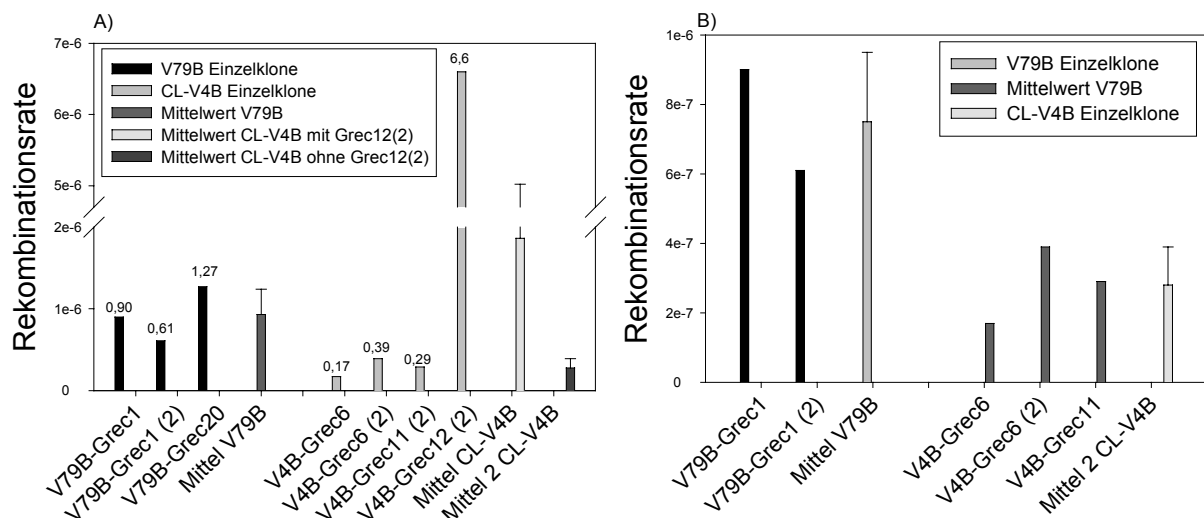 A)
Rekombinationsrate
7e-6
6e-6
5e-6
2e-6
1e-6
0
V79B Einzelklone
CL-V4B Einzelklone
Mittelwert V79B
Mittelwert CL-V4B mit Grec12(2)
Mittelwert CL-V4B ohne Grec12(2)
0,90
0,61
1,27
0,17
0,39
0,29
6,6
V79B-Grec1
V79B-Grec1 (2)
V79B-Grec20
Mittel V79B
V4B-Grec6
V4B-Grec6 (2)
V4B-Grec11 (2)
V4B-Grec12 (2)
Mittel CL-V4B
Mittel 2 CL-V4B
B)
Rekombinationsrate
1e-6
8e-7
6e-7
4e-7
2e-7
0
V79B Einzelklone
Mittelwert V79B
CL-V4B Einzelklone
V79B-Grec1
V79B-Grec1 (2)
Mittel V79B
V4B-Grec6
V4B-Grec6 (2)
V4B-Grec11
Mittel 2 CL-V4B